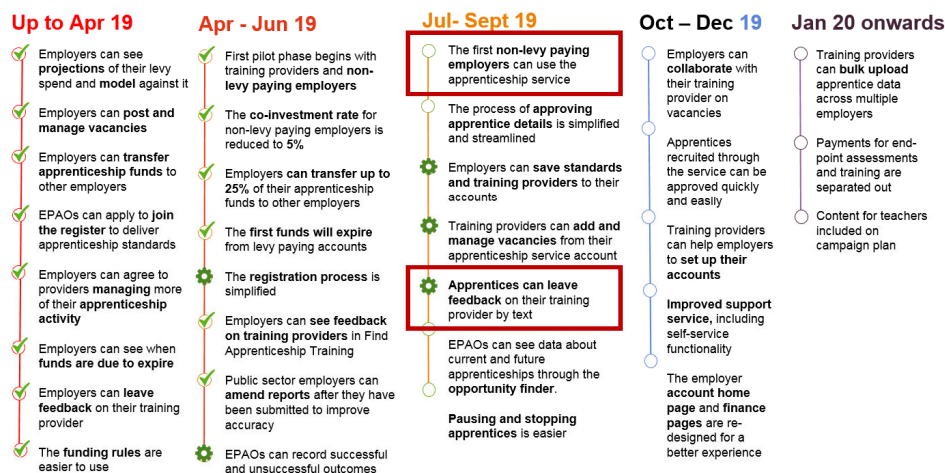 Up to Apr 19
Employers can see
projections of their levy
spend and model against it
Employers can post and
manage vacancies
Employers can transfer
apprenticeship funds to
other employers
EPAOs can apply to join
the register to deliver
apprenticeship standards
Employers can agree to
providers managing more
of their apprenticeship
activity
Employers can see when
funds are due to expire
Employers can leave
feedback on their training
provider
The funding rules are
easier to use
Apr - Jun 19
First pilot phase begins with
training providers and non-
levy paying employers
The co-investment rate for
non-levy paying employers is
reduced to 5%
Employers can transfer up to
25% of their apprenticeship
funds to other employers
The first funds will expire
from levy paying accounts
The registration process is
simplified
Employers can see feedback
on training providers in Find
Apprenticeship Training
Public sector employers can
amend reports after they have
been submitted to improve
accuracy
EPAOs can record successful
and unsuccessful outcomes
Jul- Sept 19
The first non-levy paying
employers can use the
apprenticeship service
The process of approving
apprentice details is simplified
and streamlined
Employers can save standards
and training providers to their
accounts
Training providers can add and
manage vacancies from their
apprenticeship service account
Apprentices can leave
feedback on their training
provider by text
EPAOs can see data about
current and future
apprenticeships through the
opportunity finder.
Pausing and stopping
apprentices is easier
Oct – Dec 19
Employers can
collaborate with
their training
provider on
vacancies
Apprentices
recruited through
the service can be
approved quickly
and easily
Training providers
can help employers
to set up their
accounts
Improved support
service, including
self-service
functionality
The employer
account home
page and finance
pages are re-
designed for a
better experience
Jan 20 onwards
Training providers
can bulk upload
apprentice data
across multiple
employers
Payments for end-
point assessments
and training are
separated out
Content for teachers
included on
campaign plan